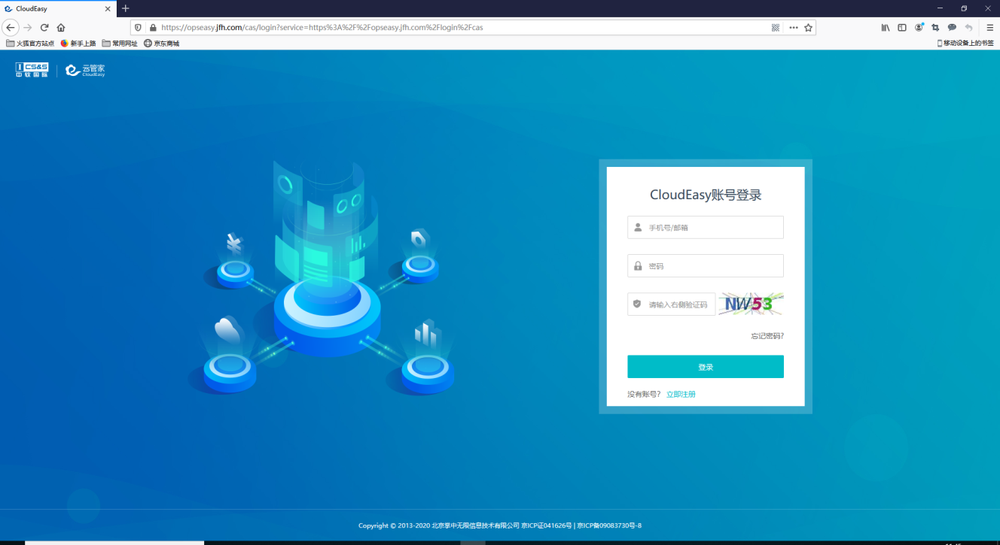 CloudEasy
https://opseasy.jfh.com/cas/login?service=https%3A%2F%2Fopseasy.jfh.com%2Flogin%2Fcas
火狐官方站点 新手上路 常用网址 京东商城 移动设备上的书签
CS&S 云管家
中软国际 CloudEasy
CloudEasy账号登录
手机号/邮箱
密码
请输入右侧验证码 NW53
忘记密码?
登录
没有账号? 立即注册
Copyright © 2013-2020 北京掌中无限信息技术有限公司 京ICP证041626号 | 京ICP备09083730号-8